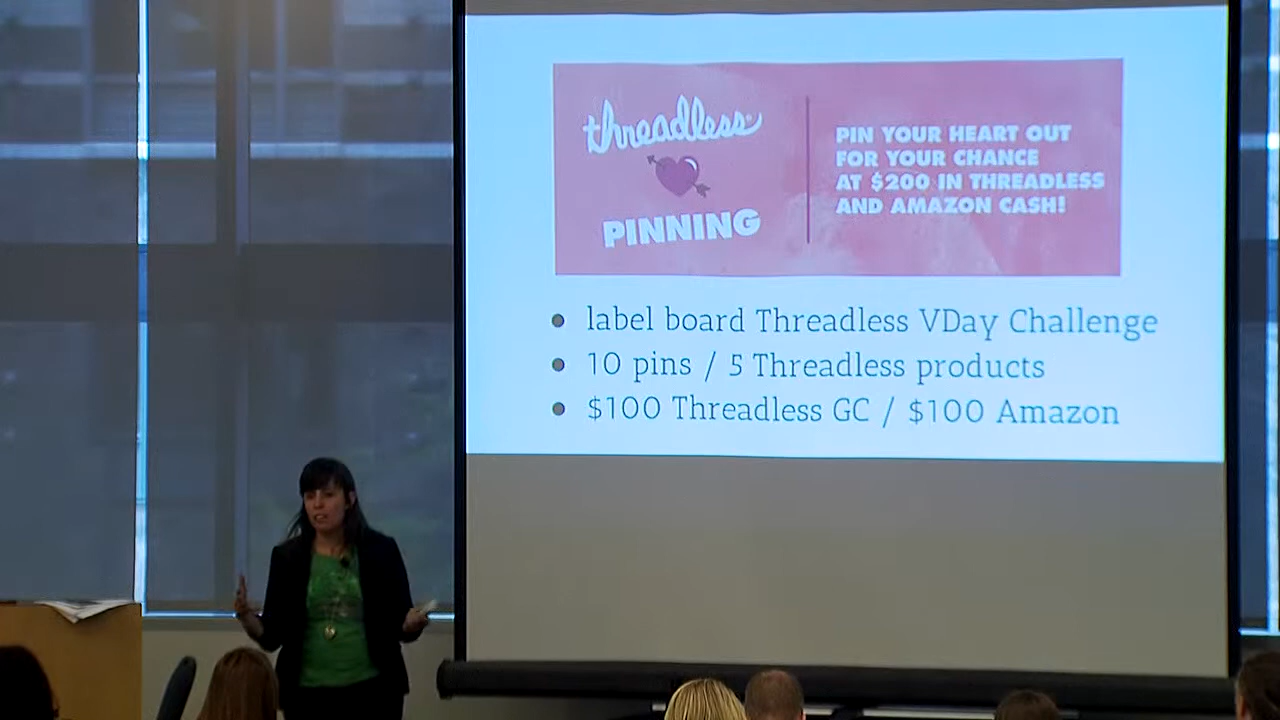 threadless
PINNING
PIN YOUR HEART OUT
FOR YOUR CHANCE
AT $200 IN THREADLESS
AND AMAZON CASH!
• label board Threadless VDay Challenge
• 10 pins / 5 Threadless products
• $100 Threadless GC / $100 Amazon